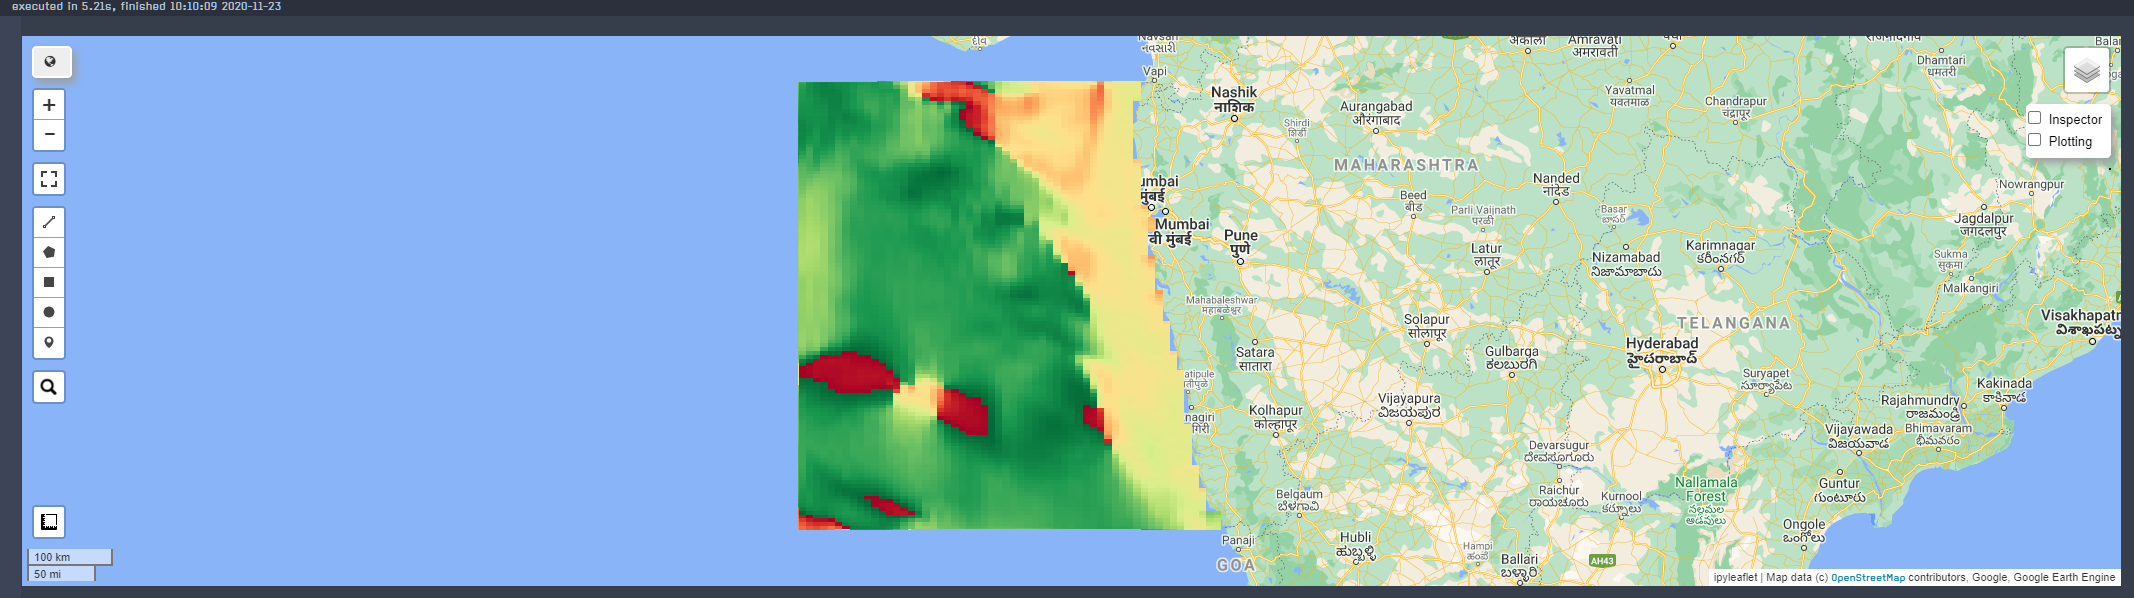 executed in 5.21s, finished 10:10:09 2020-11-23
દીવ
નવસારી
Vapi
Nashik
नाशिक
Aurangabad
औरंगाबाद
Shirdi
शिर्डी
अकोला
Amravati
अमरावती
Yavatmal
यवतमाळ
Chandrapur
चंद्रपूर
Dhamtari
धमतरी
Inspector
Plotting
MAHARASHTRA
umbai
मुंबई
Mumbai
वी मुंबई
Pune
पुणे
Beed
बीड
Parli Vaijnath
परळी
Nanded
नांदेड
Basar
బాసర్
Latur
लातूर
Nizamabad
నిజామాబాదు
Karimnagar
కరీంనగర్
Nowrangpur
Jagdalpur
जगदलपुर
Sukma
सुकमा
Malkangiri
Mahabaleshwar
महाबळेश्वर
Solapur
सोलापूर
TELANGANA
Hyderabad
హైదరాబాద్
Visakhapatn
విశాఖపట్న
Satara
सातारा
Gulbarga
ಕಲಬುರಗಿ
Suryapet
సూర్యాపేట
Kakinada
కాకినాడ
atipule
Kolhapur
कोल्हापूर
Vijayapura
ವಿಜಯಪುರ
Rajahmundry
రాజమండ్రి
nagiri
Vijayawada
విజయవాడ
Bhimavaram
భీమవరం
Devarsugur
ದೇವಸೂಗೂರು
Belgaum
ಬೆಳಗಾವಿ
Raichur
ರಾಯಚೂರು
Kurnool
కర్నూలు
Nallamala
Forest
నల్లమల
అడవులు
Guntur
గుంటూరు
Ongole
ఒంగోలు
Panaji
GOA
Hubli
ಹುಬ್ಬಳ್ಳಿ
Hampi
ಹಂಪೆ
Ballari
ಬಳ್ಳಾರಿ
AH43
100 km
50 mi
ipyleaflet | Map data (c) OpenStreetMap contributors, Google, Google Earth Engine